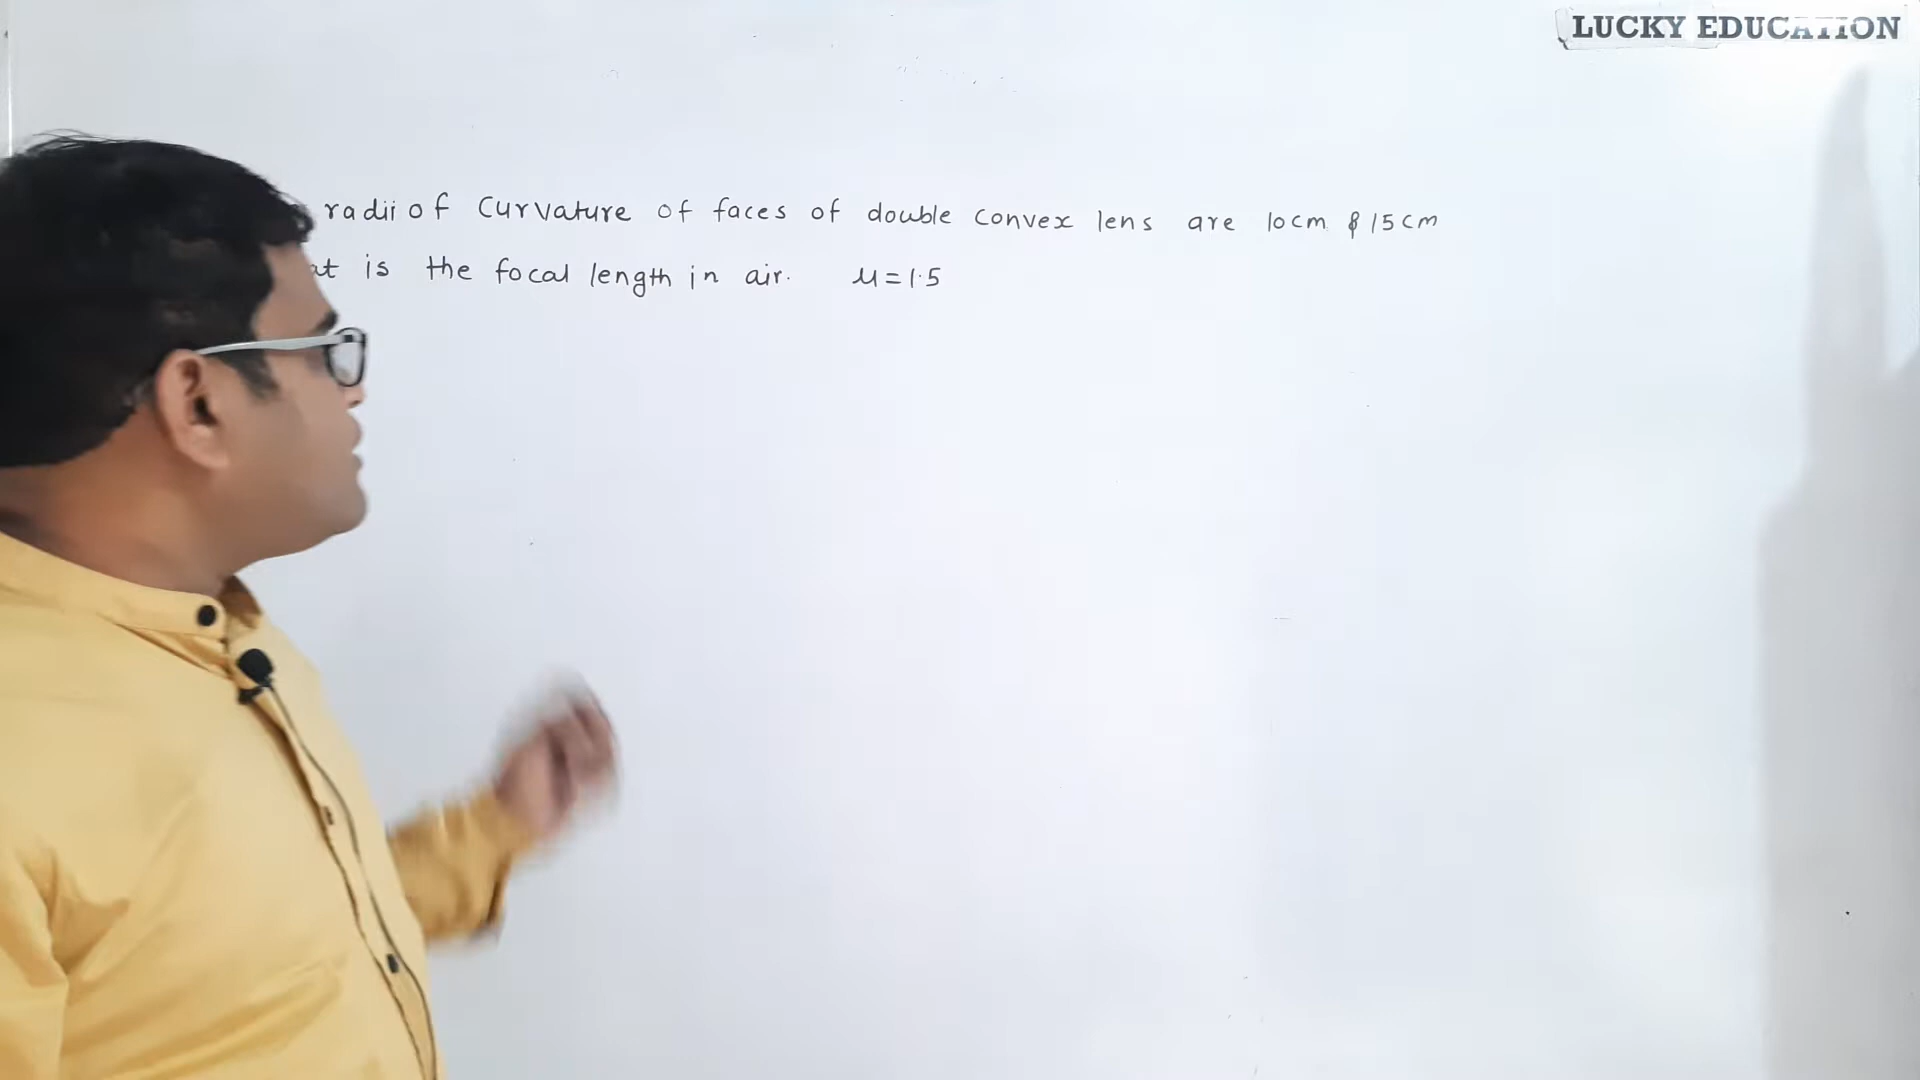 LUCKY EDUCATION
radii of Curvature of faces of double convex lens are 10cm & 15cm
at is the focal length in air. μ=1.5